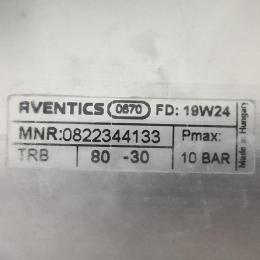 AVENTICS 0670 FD: 19W24
MNR:0822344133 Pmax:
TRB 80 -30 10 BAR
Made in Hungary